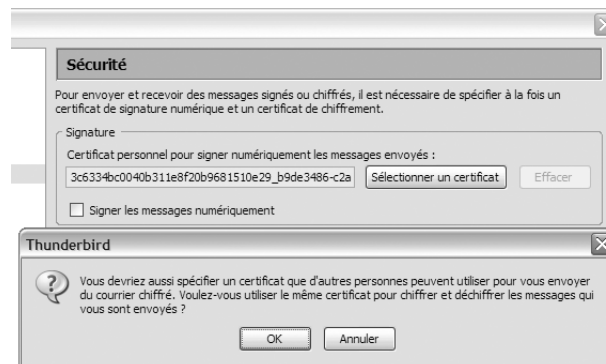 Sécurité
Pour envoyer et recevoir des messages signés ou chiffrés, il est nécessaire de spécifier à la fois un
certificat de signature numérique et un certificat de chiffrement.
Signature
Certificat personnel pour signer numériquement les messages envoyés :
3c6334bc0040b311e8f20b9681510e29_b9de3486-c2a Sélectionner un certificat Effacer
Signer les messages numériquement
Thunderbird
Vous devriez aussi spécifier un certificat que d'autres personnes peuvent utiliser pour vous envoyer
du courrier chiffré. Voulez-vous utiliser le même certificat pour chiffrer et déchiffrer les messages qui
vous sont envoyés ?
OK Annuler